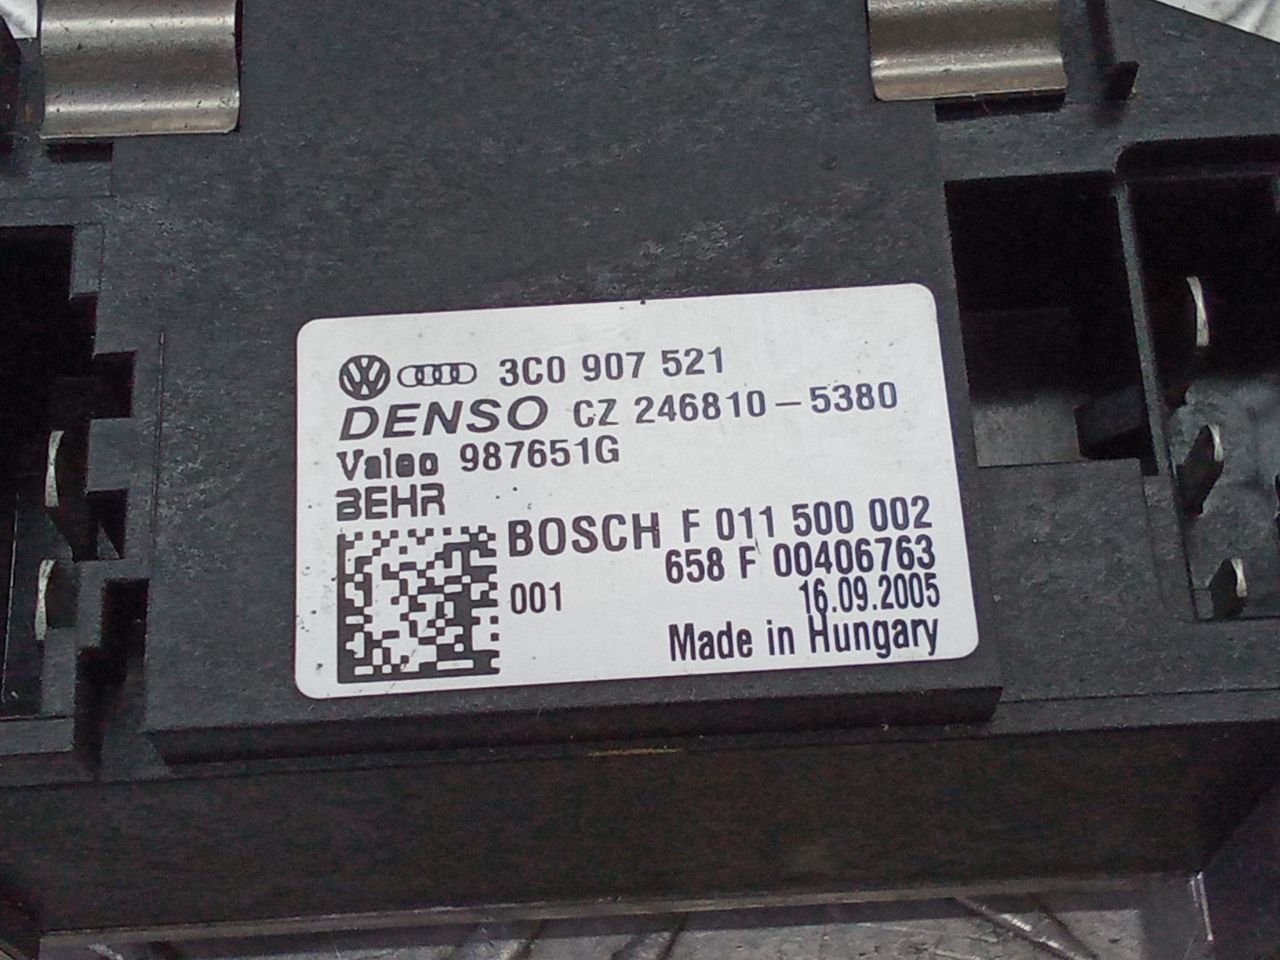 3C0 907 521
DENSO CZ 246810-5380
Valeo 987651G
BEHR
BOSCH F 011 500 002
658 F 00406763
001 16.09.2005
Made in Hungary